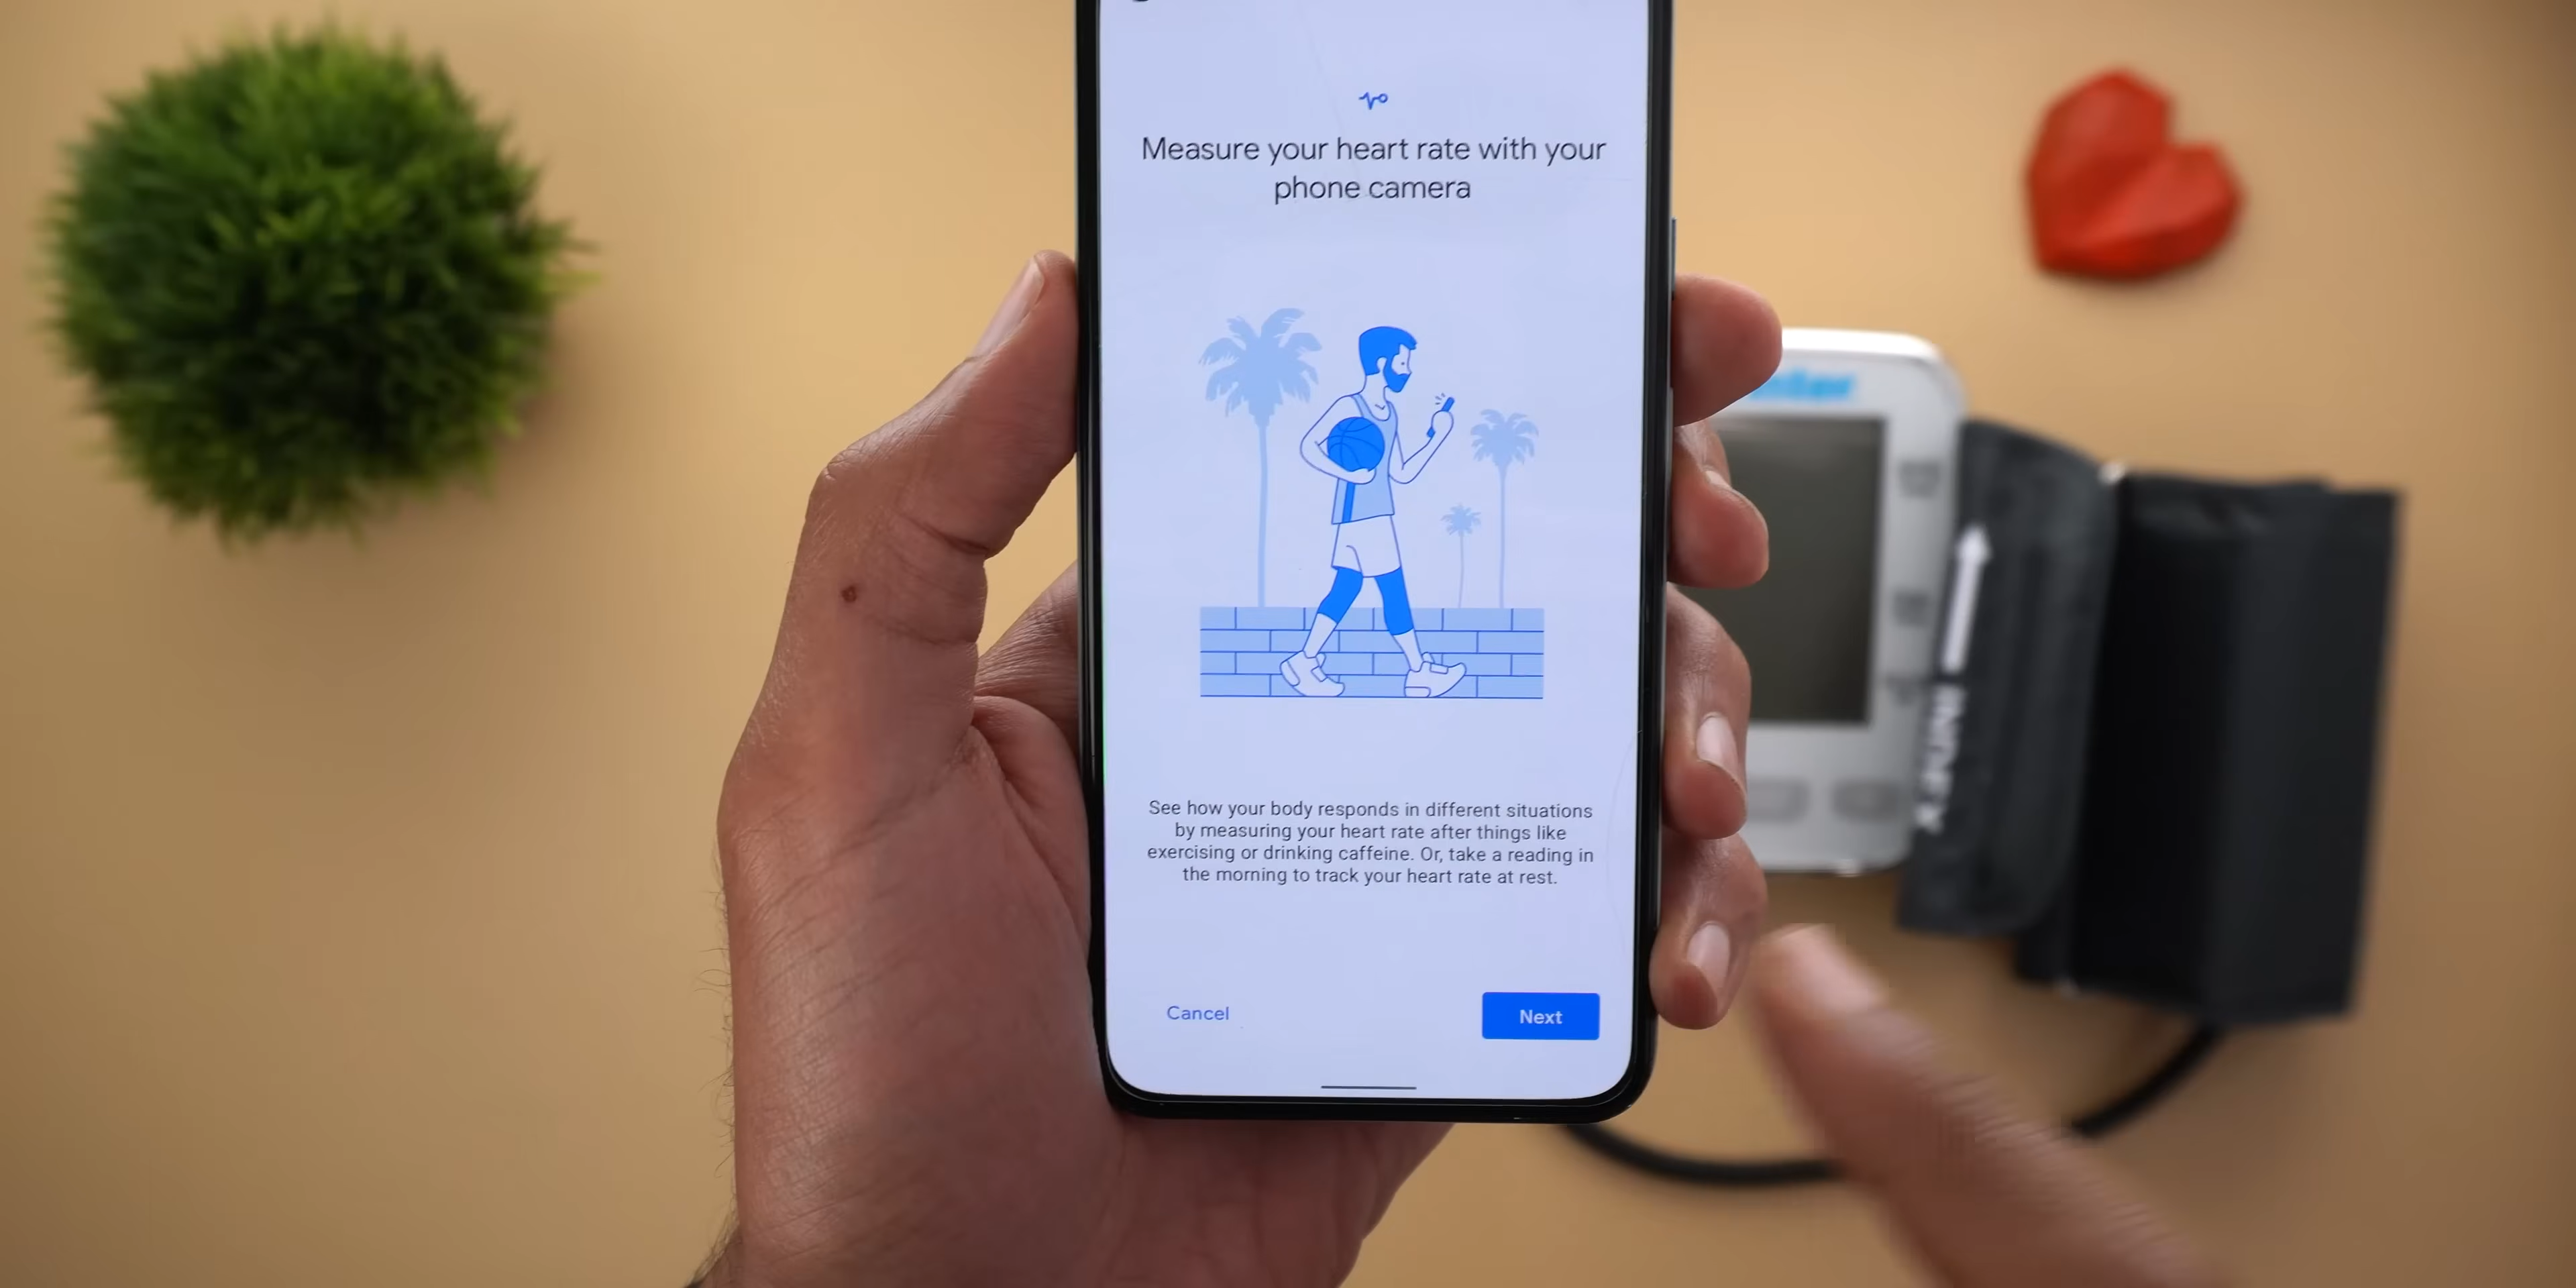 Measure your heart rate with your
phone camera
See how your body responds in different situations
by measuring your heart rate after things like
exercising or drinking caffeine. Or, take a reading in
the morning to track your heart rate at rest.
Cancel
Next